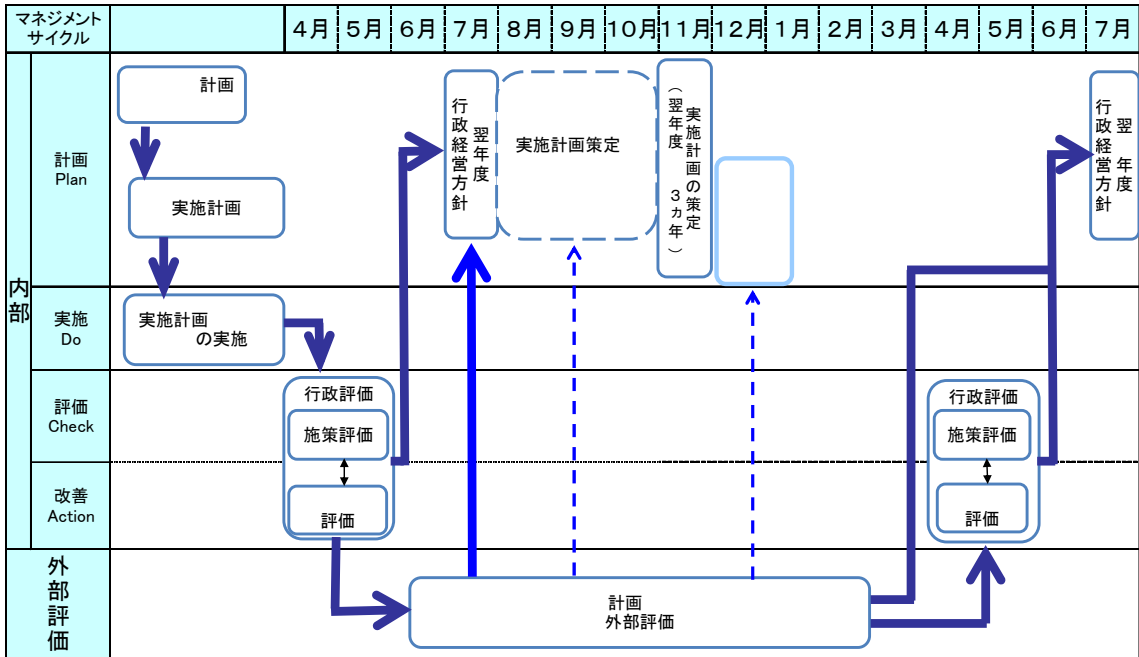 マネジメント
サイクル
4月
5月
6月
7月
8月
9月
10月
11月
12月
1月
2月
3月
4月
5月
6月
7月
内部
計画
Plan
計画
実施計画
翌年度
行政経営方針
実施計画策定
実施計画の策定
(翌年度 3ヵ年)
翌年度
行政経営方針
実施
Do
実施計画
の実施
評価
Check
行政評価
施策評価
行政評価
施策評価
改善
Action
評価
評価
外部評価
計画
外部評価